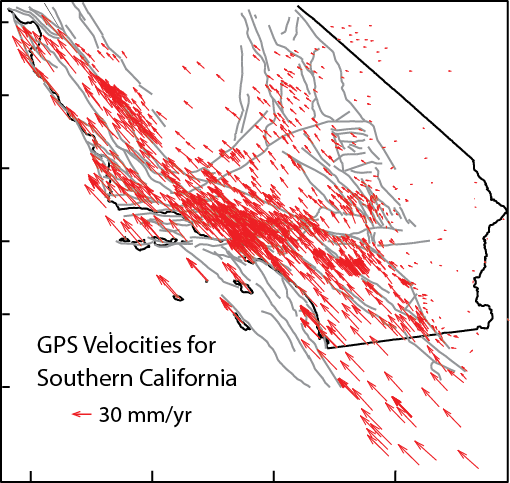 GPS Velocities for
Southern California
30 mm/yr